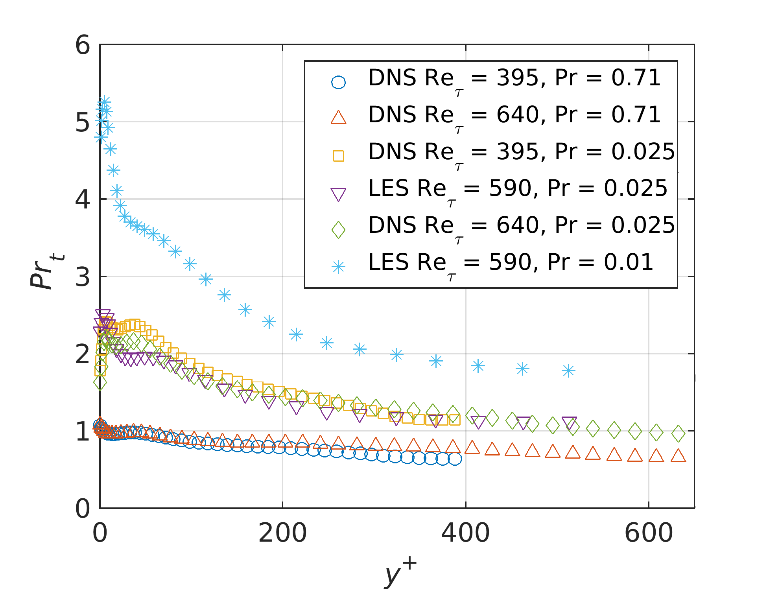 6
5
4
3
2
1
0
0 200 400 600
Pr_t
y^+
DNS Re_τ = 395, Pr = 0.71
DNS Re_τ = 640, Pr = 0.71
DNS Re_τ = 395, Pr = 0.025
LES Re_τ = 590, Pr = 0.025
DNS Re_τ = 640, Pr = 0.025
LES Re_τ = 590, Pr = 0.01